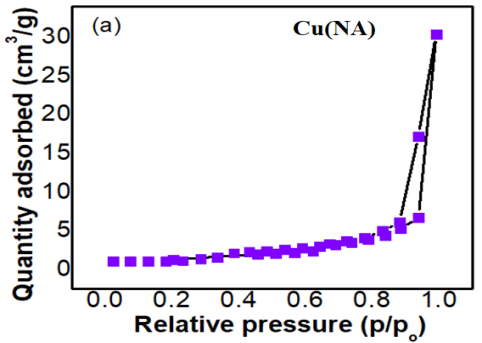 (a)
Cu(NA)
Quantity adsorbed (cm³/g)
30
25
20
15
10
5
0
0.0 0.2 0.4 0.6 0.8 1.0
Relative pressure (p/pₒ)